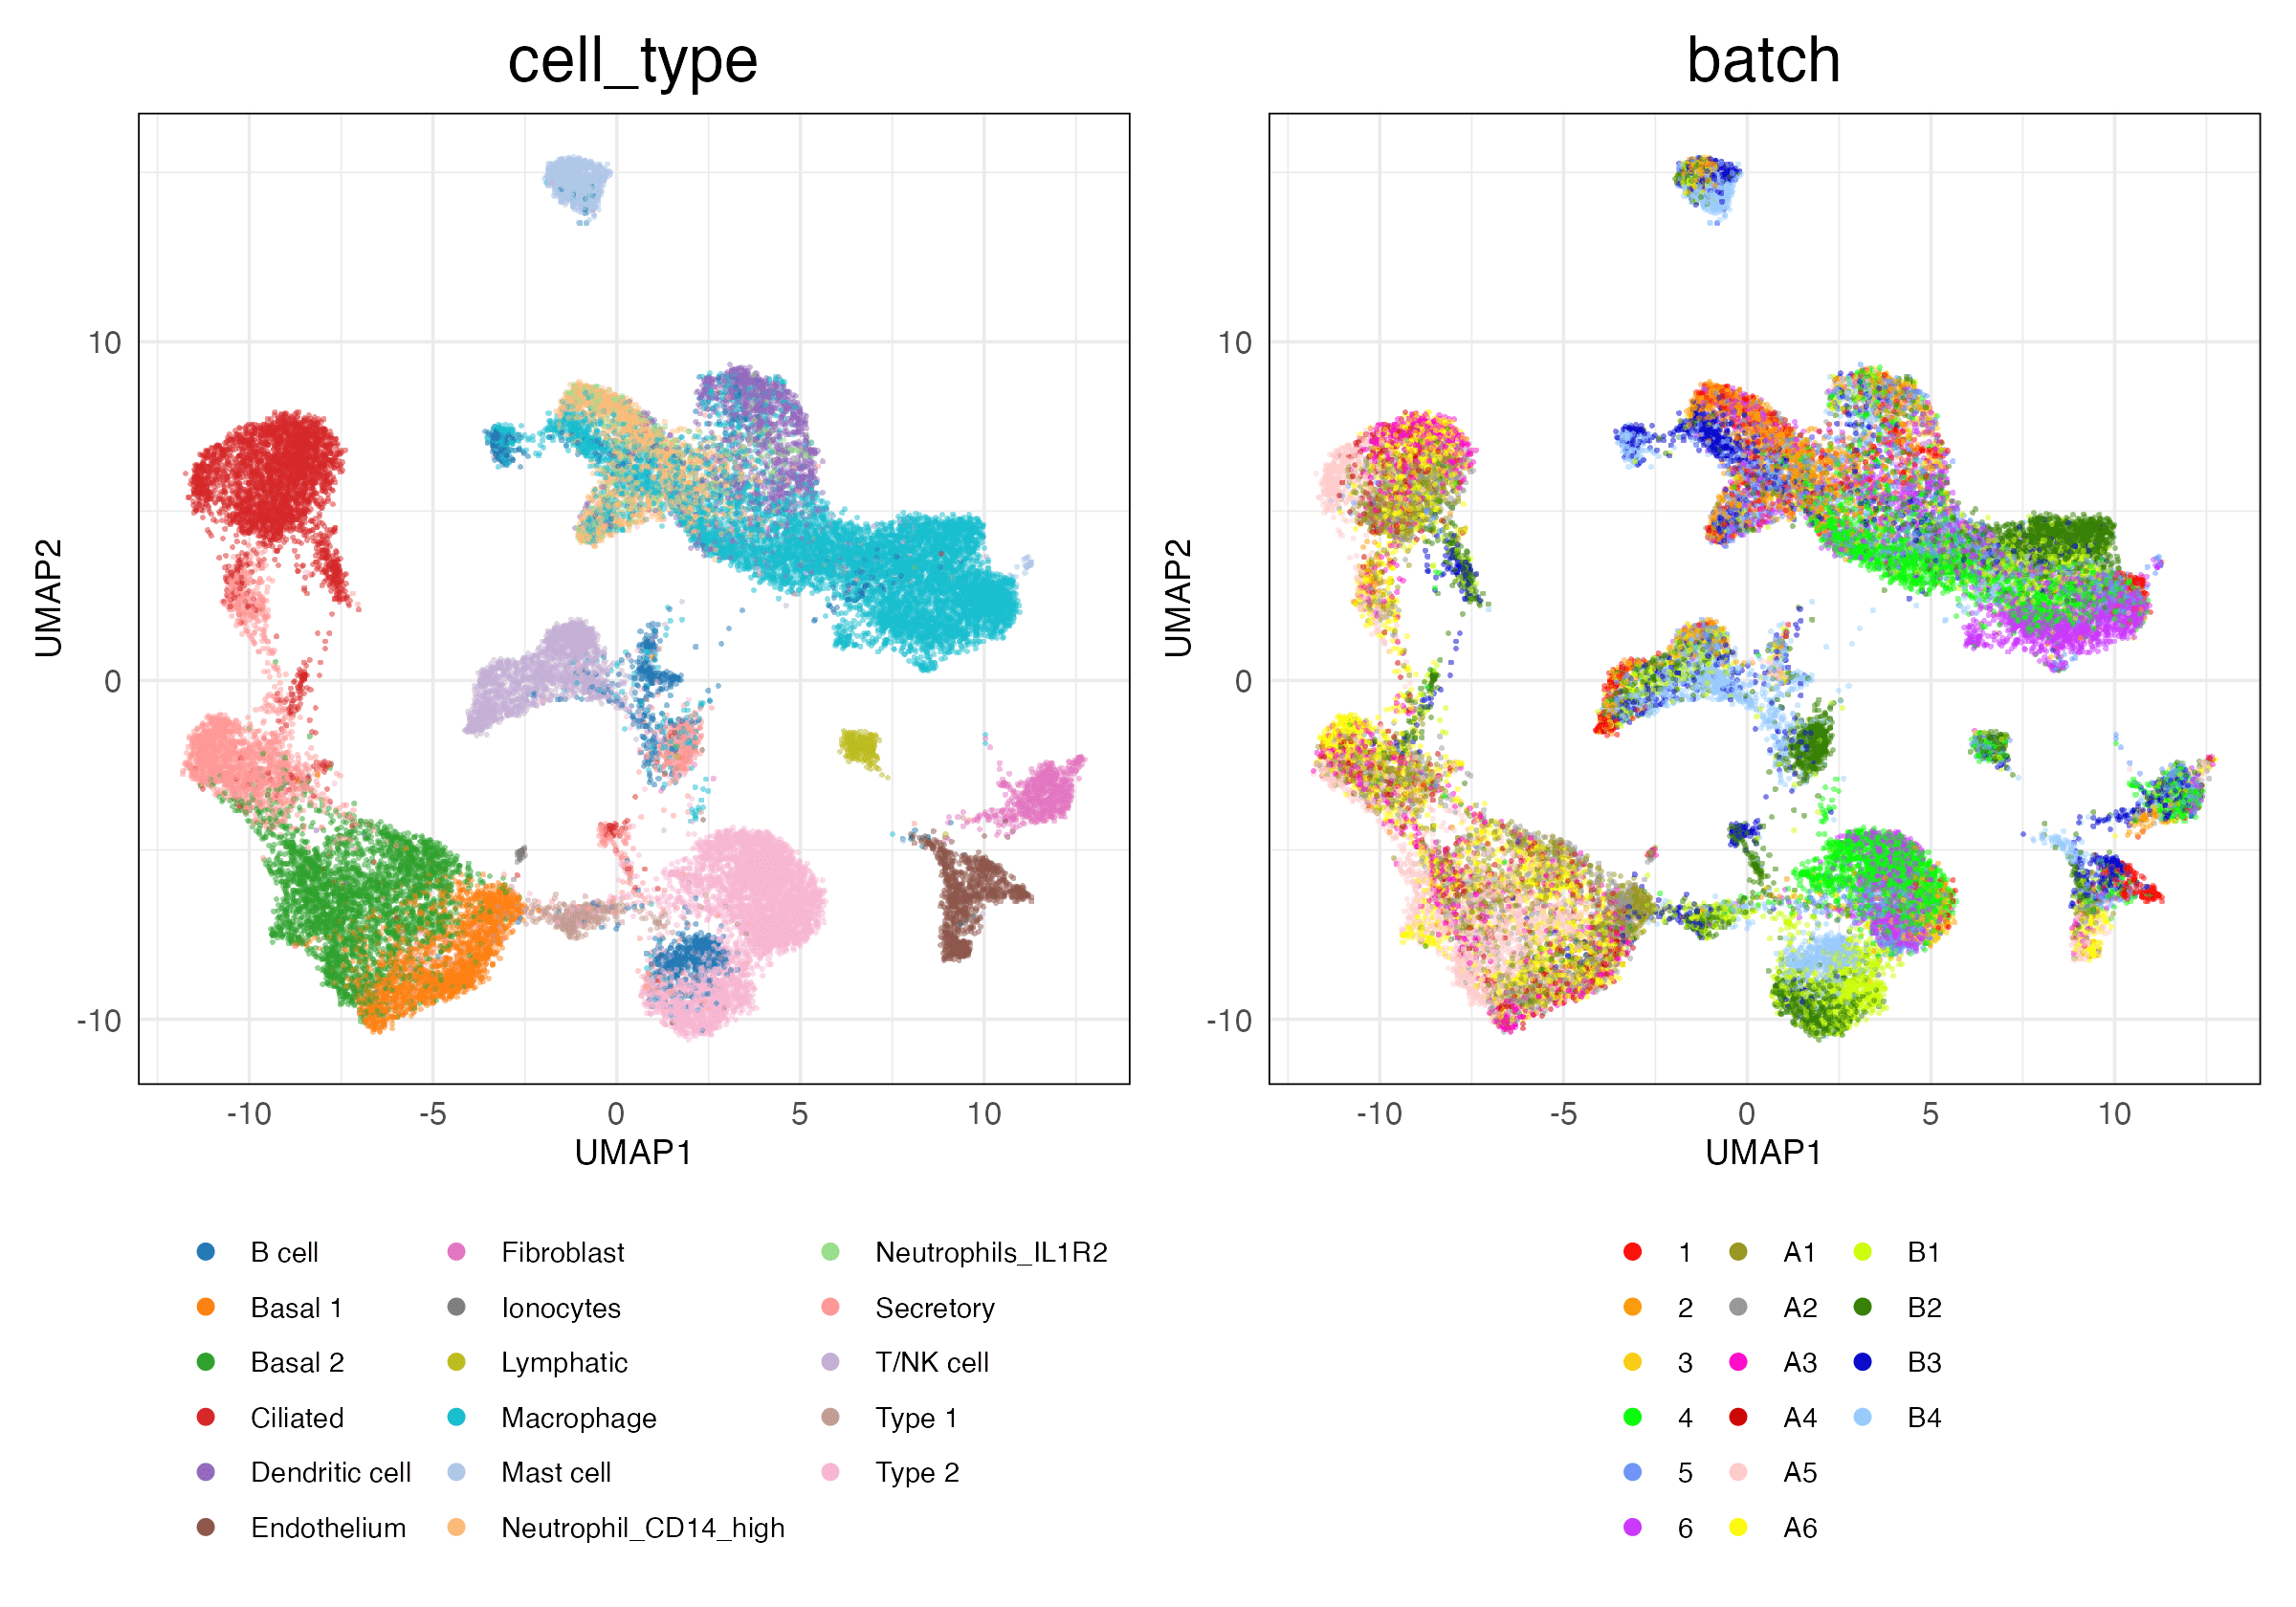 cell_type
batch
UMAP2
10
0
-10
-10 -5 0 5 10
UMAP1
UMAP2
10
0
-10
-10 -5 0 5 10
UMAP1
B cell Fibroblast Neutrophils_IL1R2
Basal 1 Ionocytes Secretory
Basal 2 Lymphatic T/NK cell
Ciliated Macrophage Type 1
Dendritic cell Mast cell Type 2
Endothelium Neutrophil_CD14_high
1 A1 B1
2 A2 B2
3 A3 B3
4 A4 B4
5 A5
6 A6